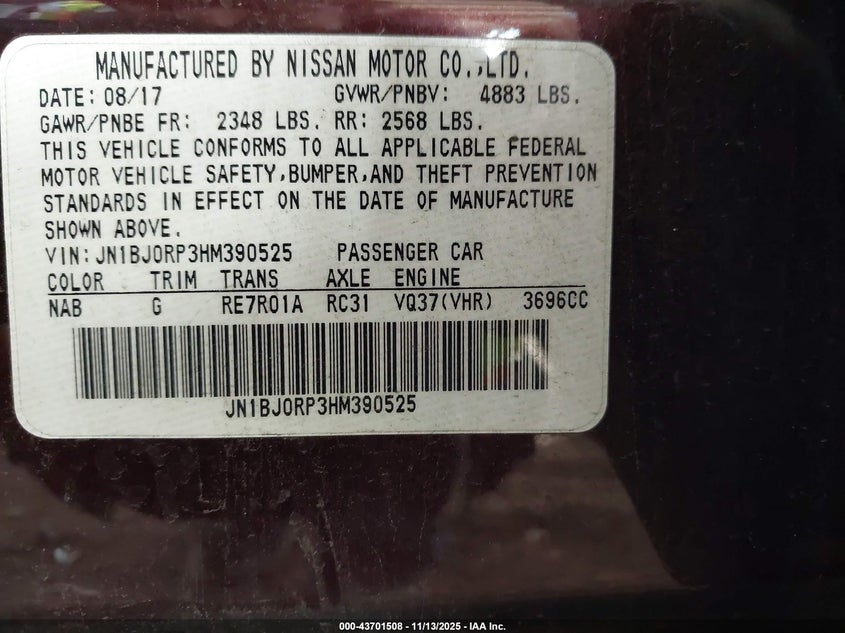 MANUFACTURED BY NISSAN MOTOR CO.,LTD.
DATE: 08/17 GVWR/PNBV: 4883 LBS.
GAWR/PNBE FR: 2348 LBS. RR: 2568 LBS.
THIS VEHICLE CONFORMS TO ALL APPLICABLE FEDERAL
MOTOR VEHICLE SAFETY,BUMPER,AND THEFT PREVENTION
STANDARDS IN EFFECT ON THE DATE OF MANUFACTURE
SHOWN ABOVE.
VIN: JN1BJ0RP3HM390525 PASSENGER CAR
COLOR TRIM TRANS AXLE ENGINE
NAB G RE7R01A RC31 VQ37(VHR) 3696CC
JN1BJ0RP3HM390525
000-43701508 - 11/13/2025 - IAA Inc.